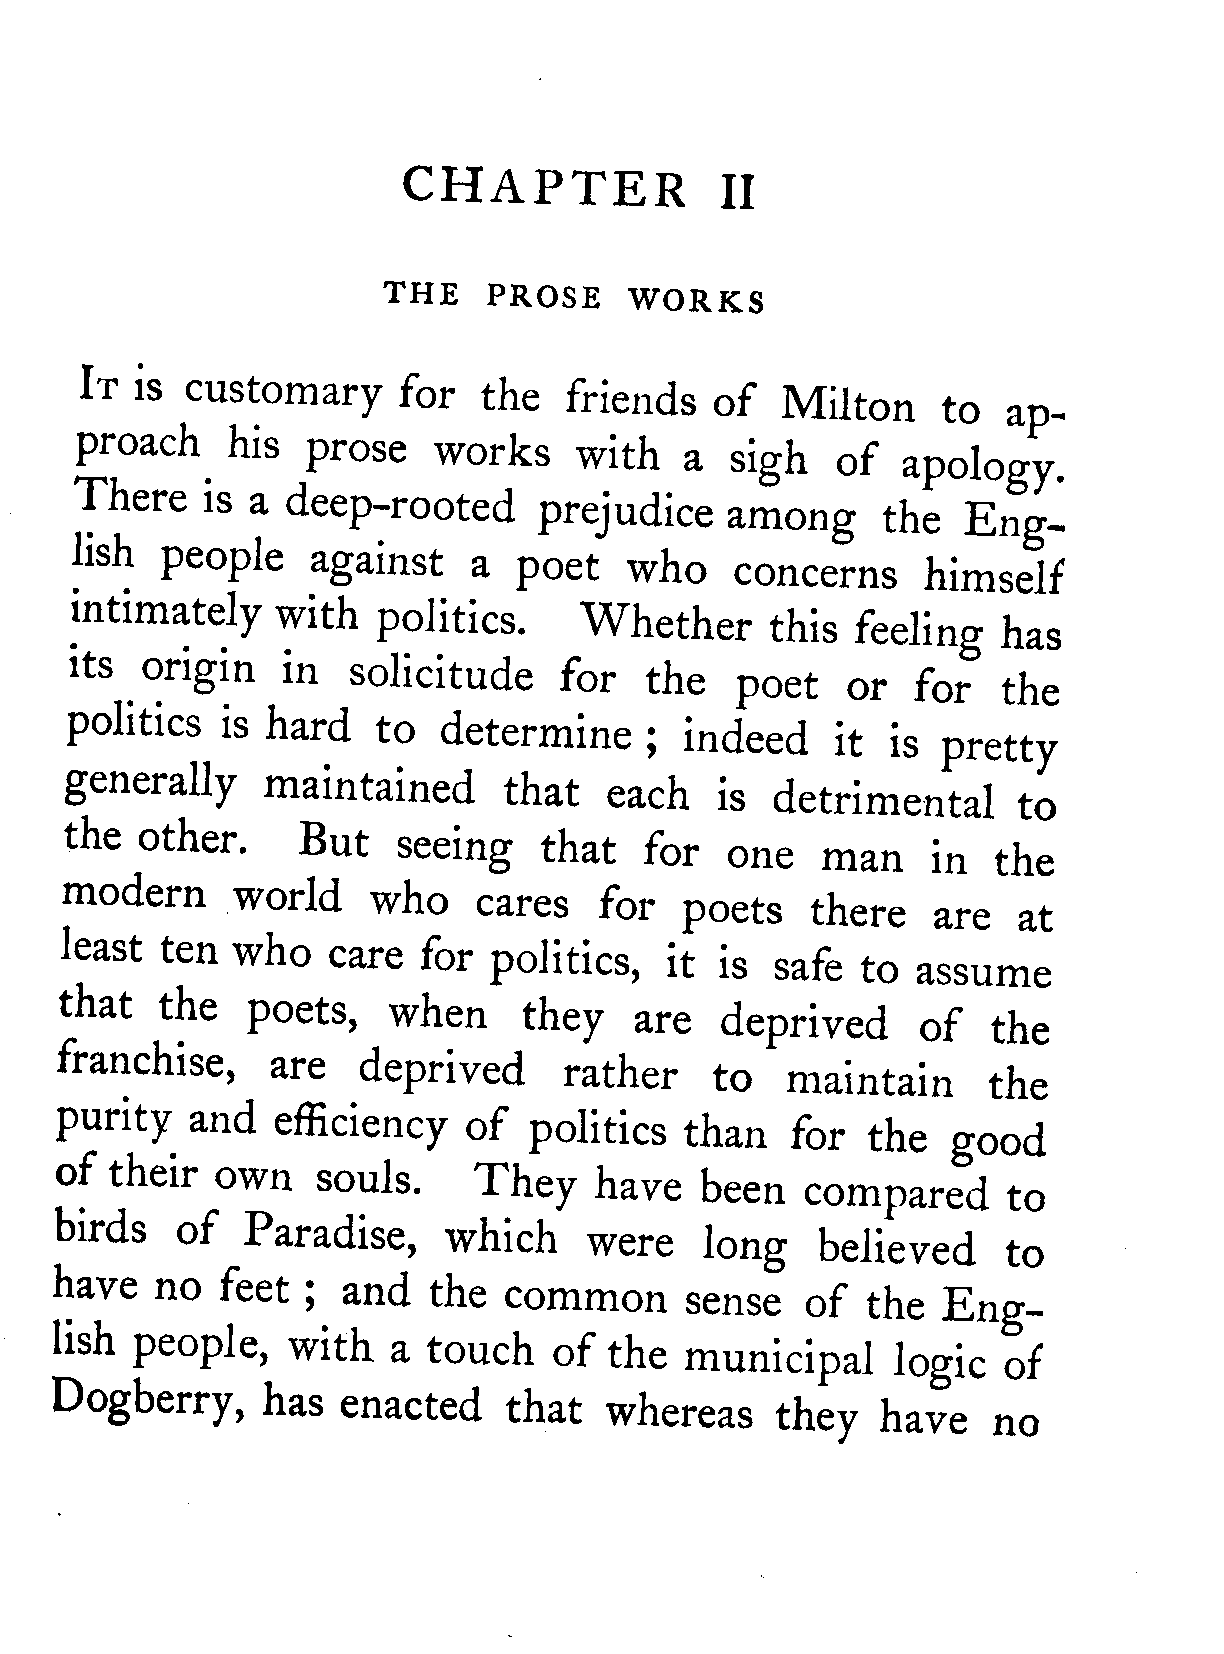 CHAPTER II
THE PROSE WORKS
IT is customary for the friends of Milton to ap-
proach his prose works with a sigh of apology.
There is a deep-rooted prejudice among the Eng-
lish people against a poet who concerns himself
intimately with politics. Whether this feeling has
its origin in solicitude for the poet or for the
politics is hard to determine ; indeed it is pretty
generally maintained that each is detrimental to
the other. But seeing that for one man in the
modern world who cares for poets there are at
least ten who care for politics, it is safe to assume
that the poets, when they are deprived of the
franchise, are deprived rather to maintain the
purity and efficiency of politics than for the good
of their own souls. They have been compared to
birds of Paradise, which were long believed to
have no feet ; and the common sense of the Eng-
lish people, with a touch of the municipal logic of
Dogberry, has enacted that whereas they have no